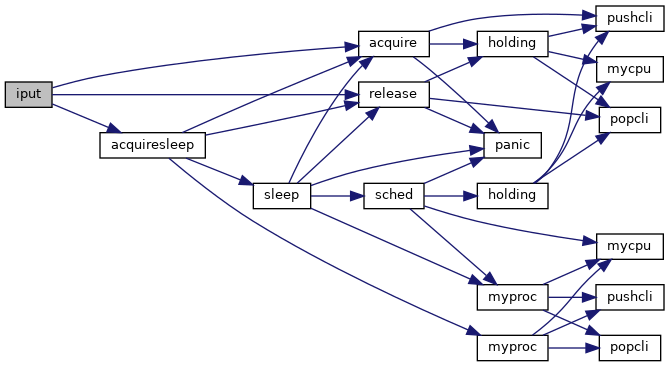 iput
acquiresleep
acquire
release
sleep
sched
holding
panic
holding
myproc
myproc
pushcli
mycpu
popcli
mycpu
pushcli
popcli